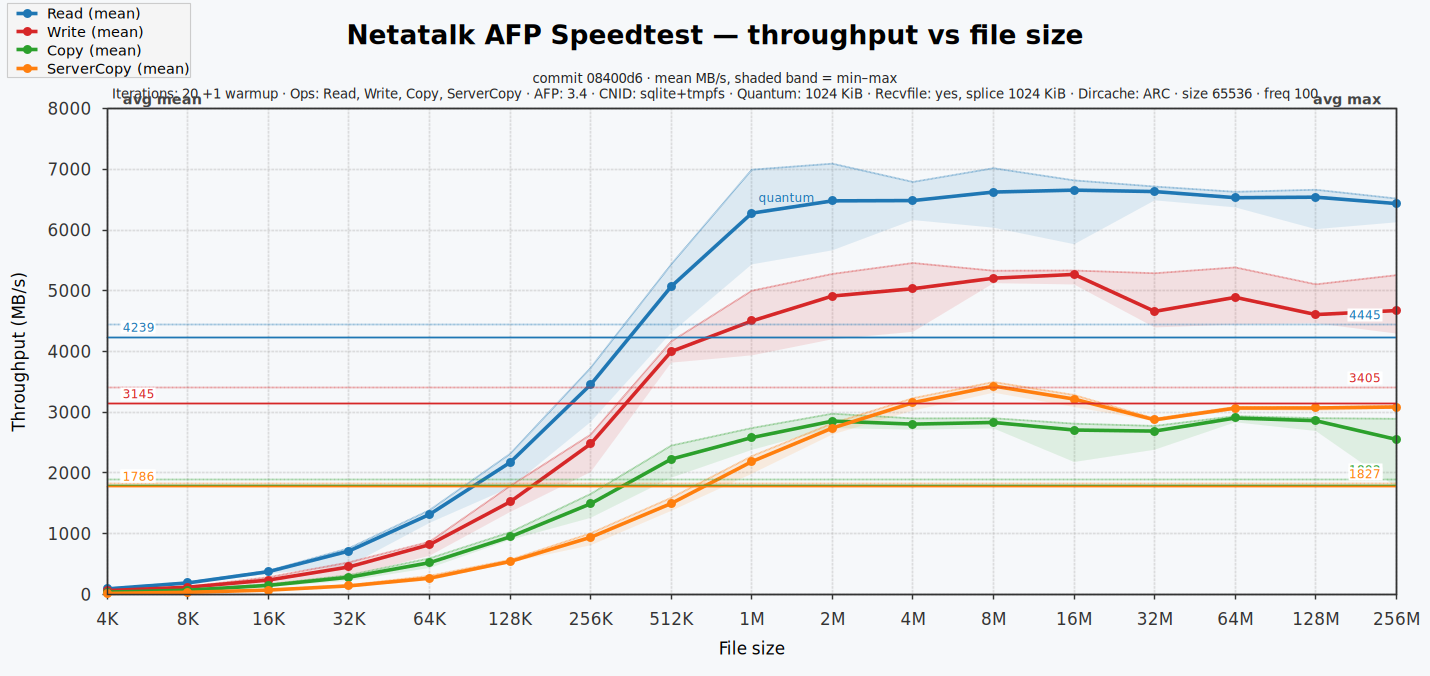 Read (mean)
Write (mean)
Copy (mean)
ServerCopy (mean)
Netatalk AFP Speedtest — throughput vs file size
commit 08400d6 · mean MB/s, shaded band = min–max
Iterations: 20 +1 warmup · Ops: Read, Write, Copy, ServerCopy · AFP: 3.4 · CNID: sqlite+tmpfs · Quantum: 1024 KiB · Recvfile: yes, splice 1024 KiB · Dircache: ARC · size 65536 · freq 100
avg mean
avg max
8000
7000
6000
5000
4000
3000
2000
1000
0
Throughput (MB/s)
quantum
4239
4445
3145
3405
1786
1827
4K 8K 16K 32K 64K 128K 256K 512K 1M 2M 4M 8M 16M 32M 64M 128M 256M
File size